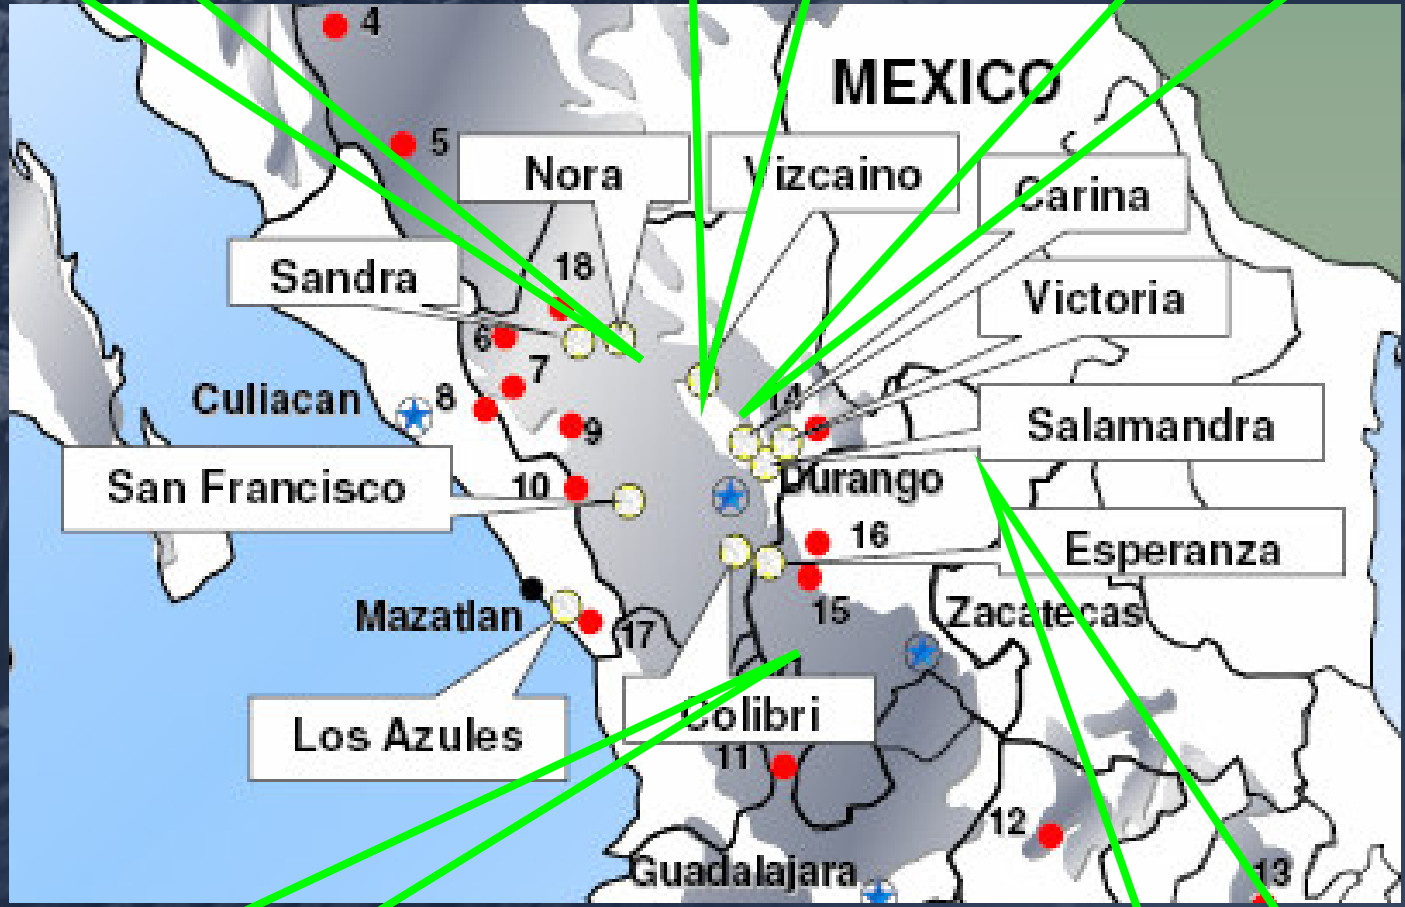 4
MEXICO
5
Nora
Vizcaino
Carina
18
Sandra
Victoria
6
7
Culiacan
8
14
9
Salamandra
San Francisco
10
Durango
16
Esperanza
Mazatlan
17
15
Zacatecas
Los Azules
Colibri
11
12
Guadalajara
13